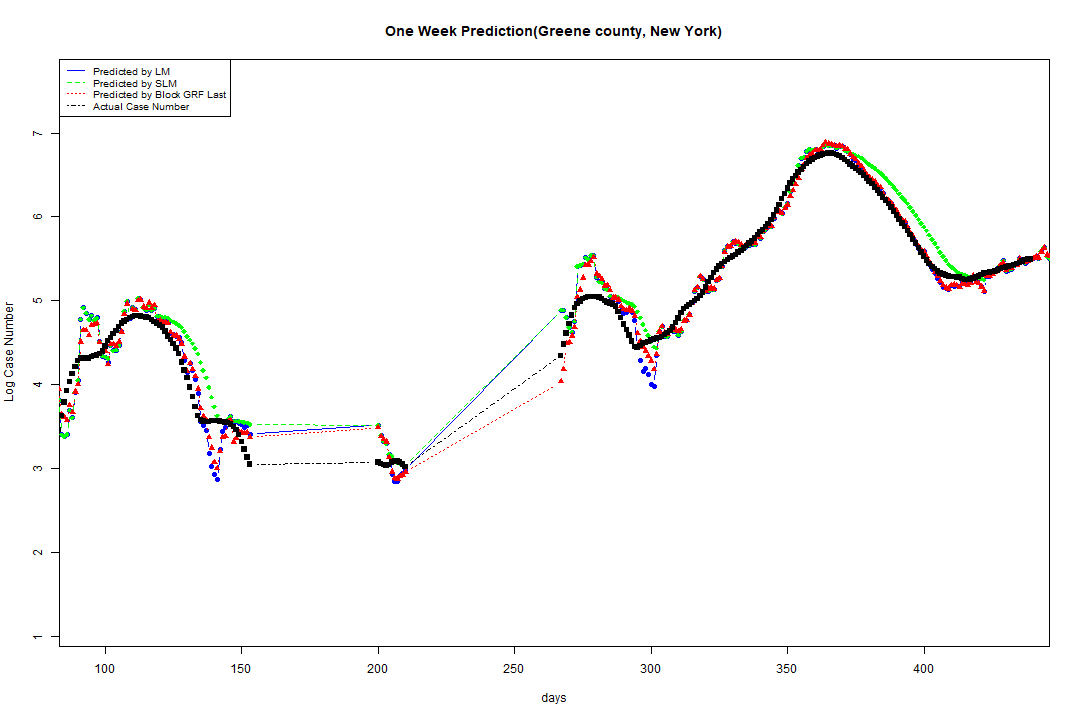 One Week Prediction(Greene county, New York)
Predicted by LM
Predicted by SLM
Predicted by Block GRF Last
Actual Case Number
7
6
5
4
3
2
1
Log Case Number
100 150 200 250 300 350 400
days